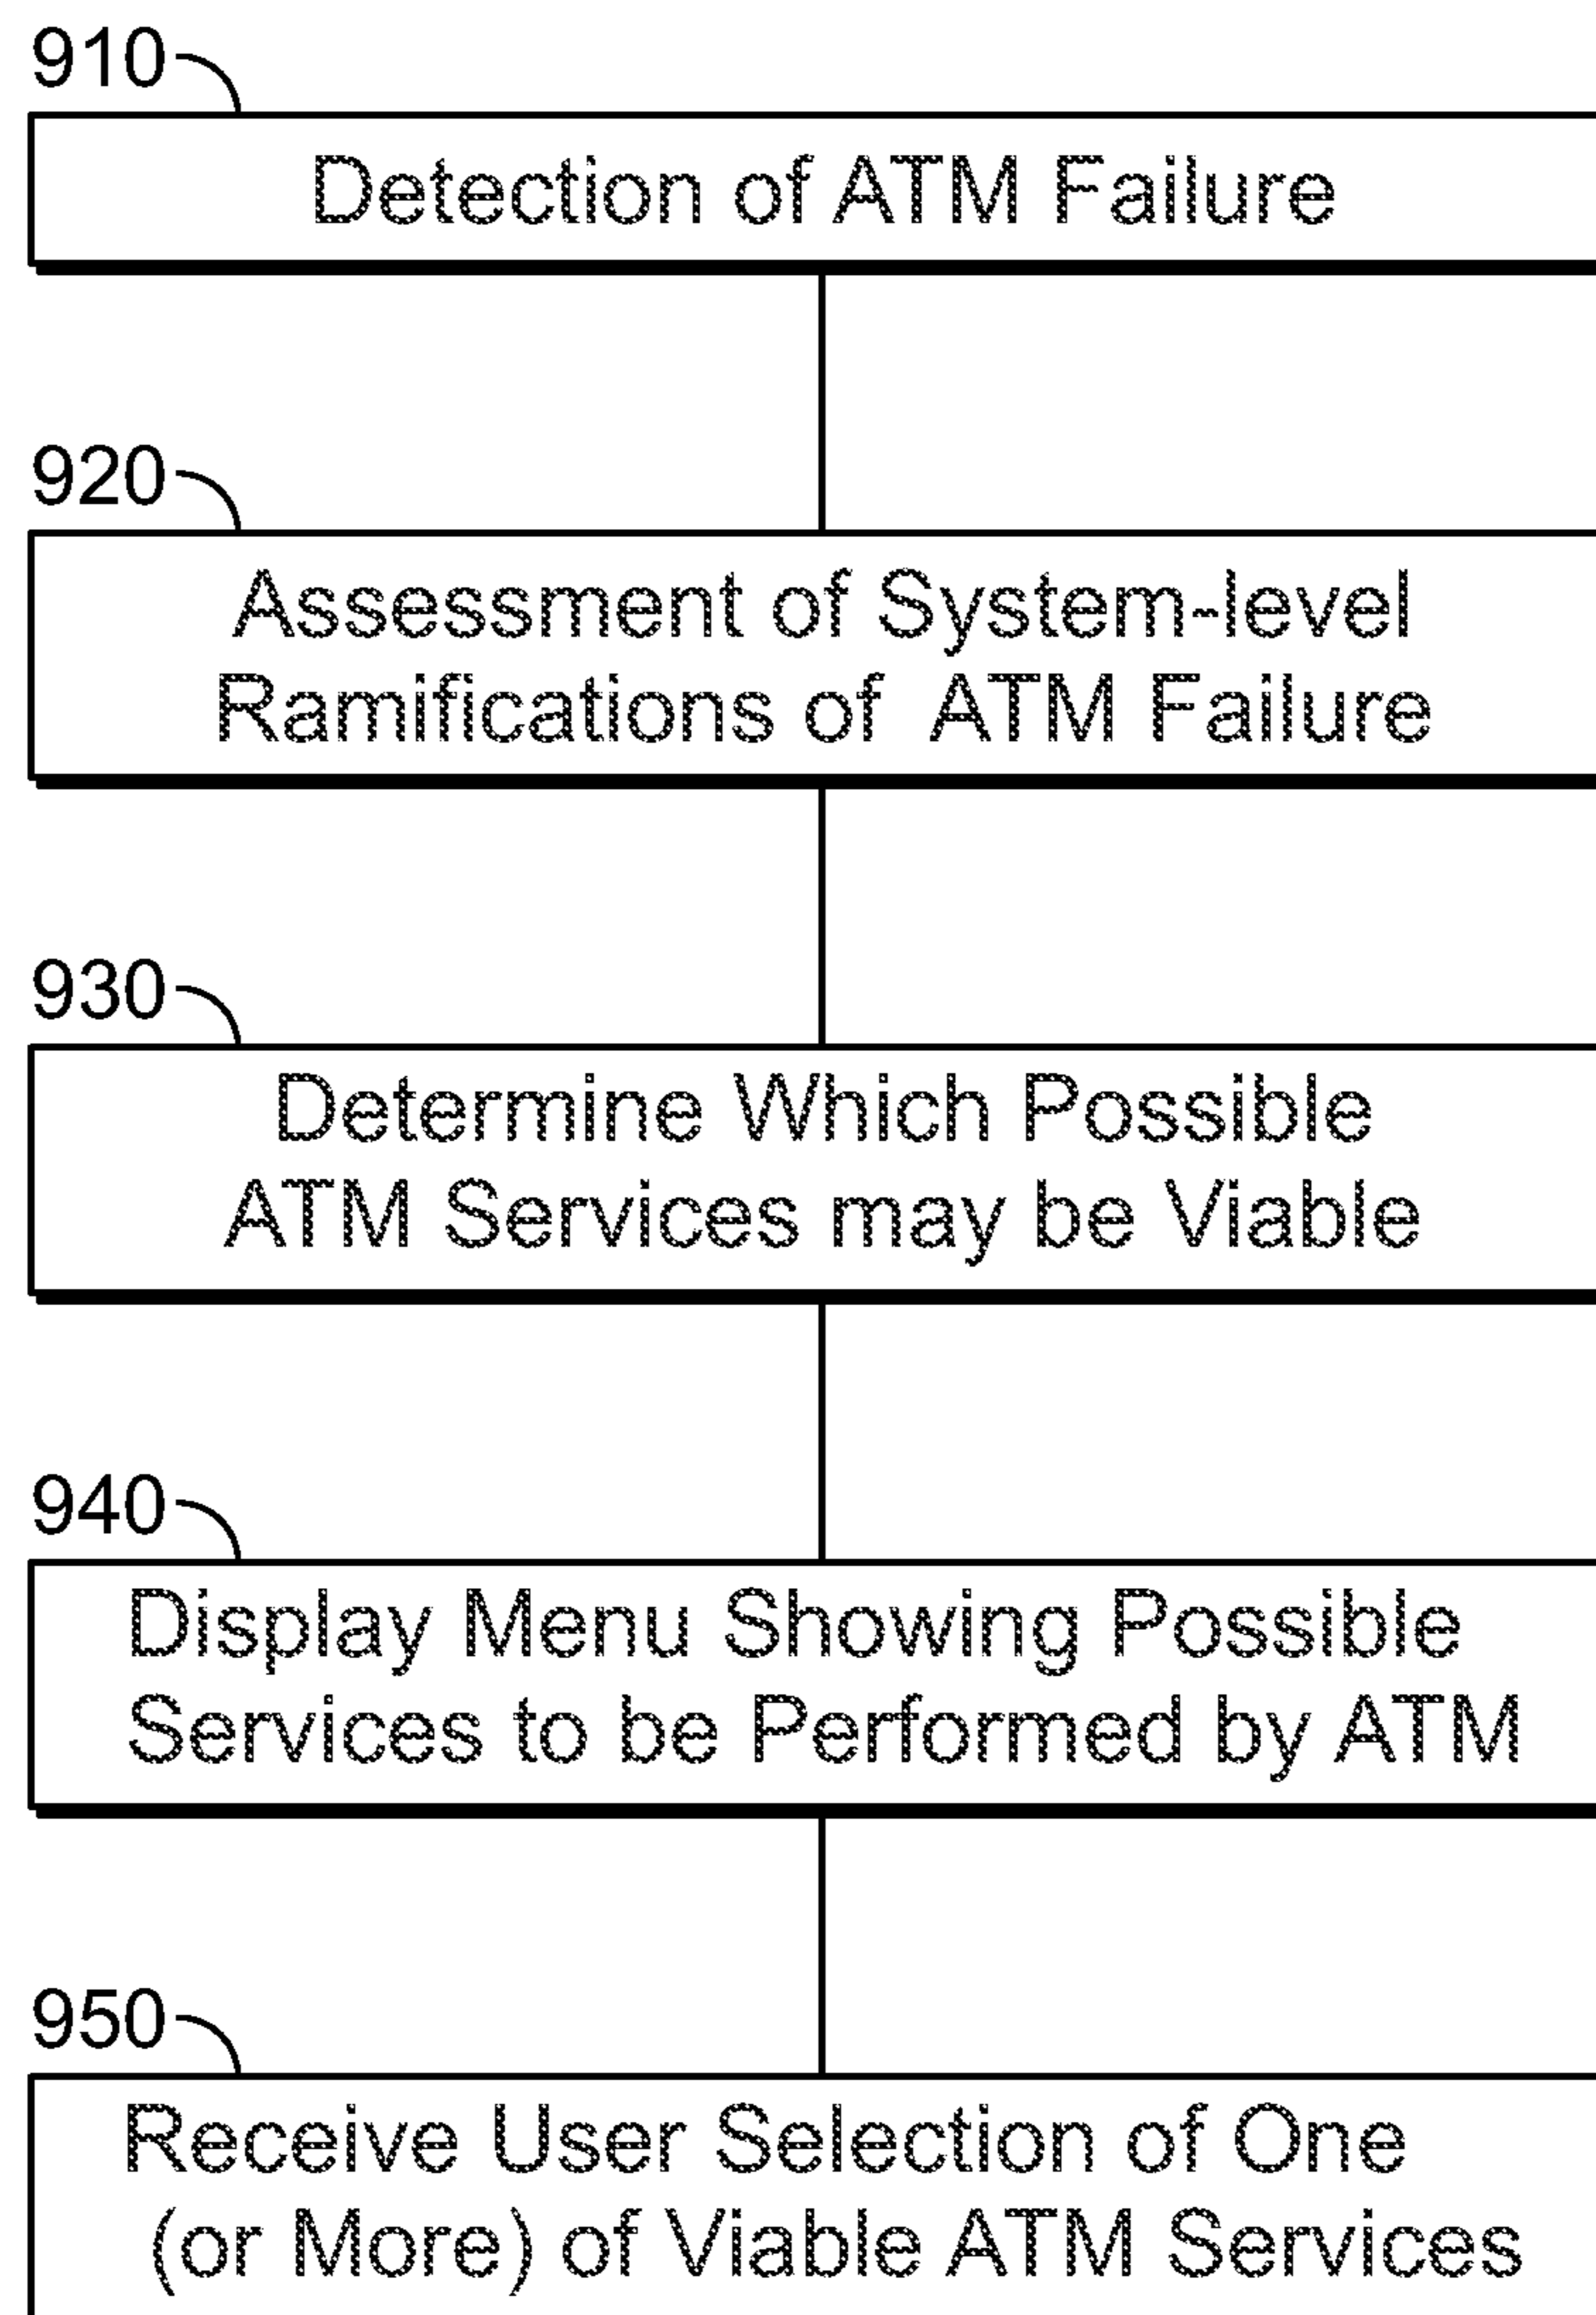 910
Detection of ATM Failure
920
Assessment of System-level
Ramifications of ATM Failure
930
Determine Which Possible
ATM Services may be Viable
940
Display Menu Showing Possible
Services to be Performed by ATM
950
Receive User Selection of One
(or More) of Viable ATM Services